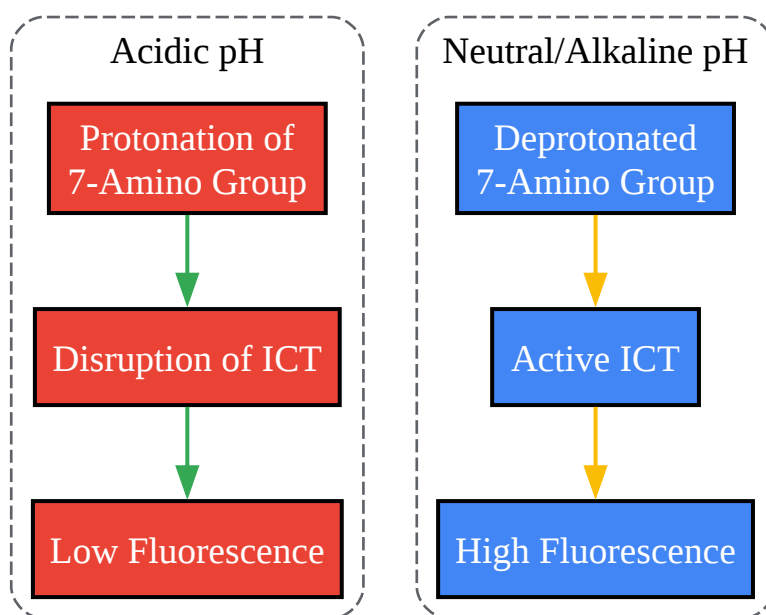 Acidic pH
Protonation of
7-Amino Group
Disruption of ICT
Low Fluorescence
Neutral/Alkaline pH
Deprotonated
7-Amino Group
Active ICT
High Fluorescence